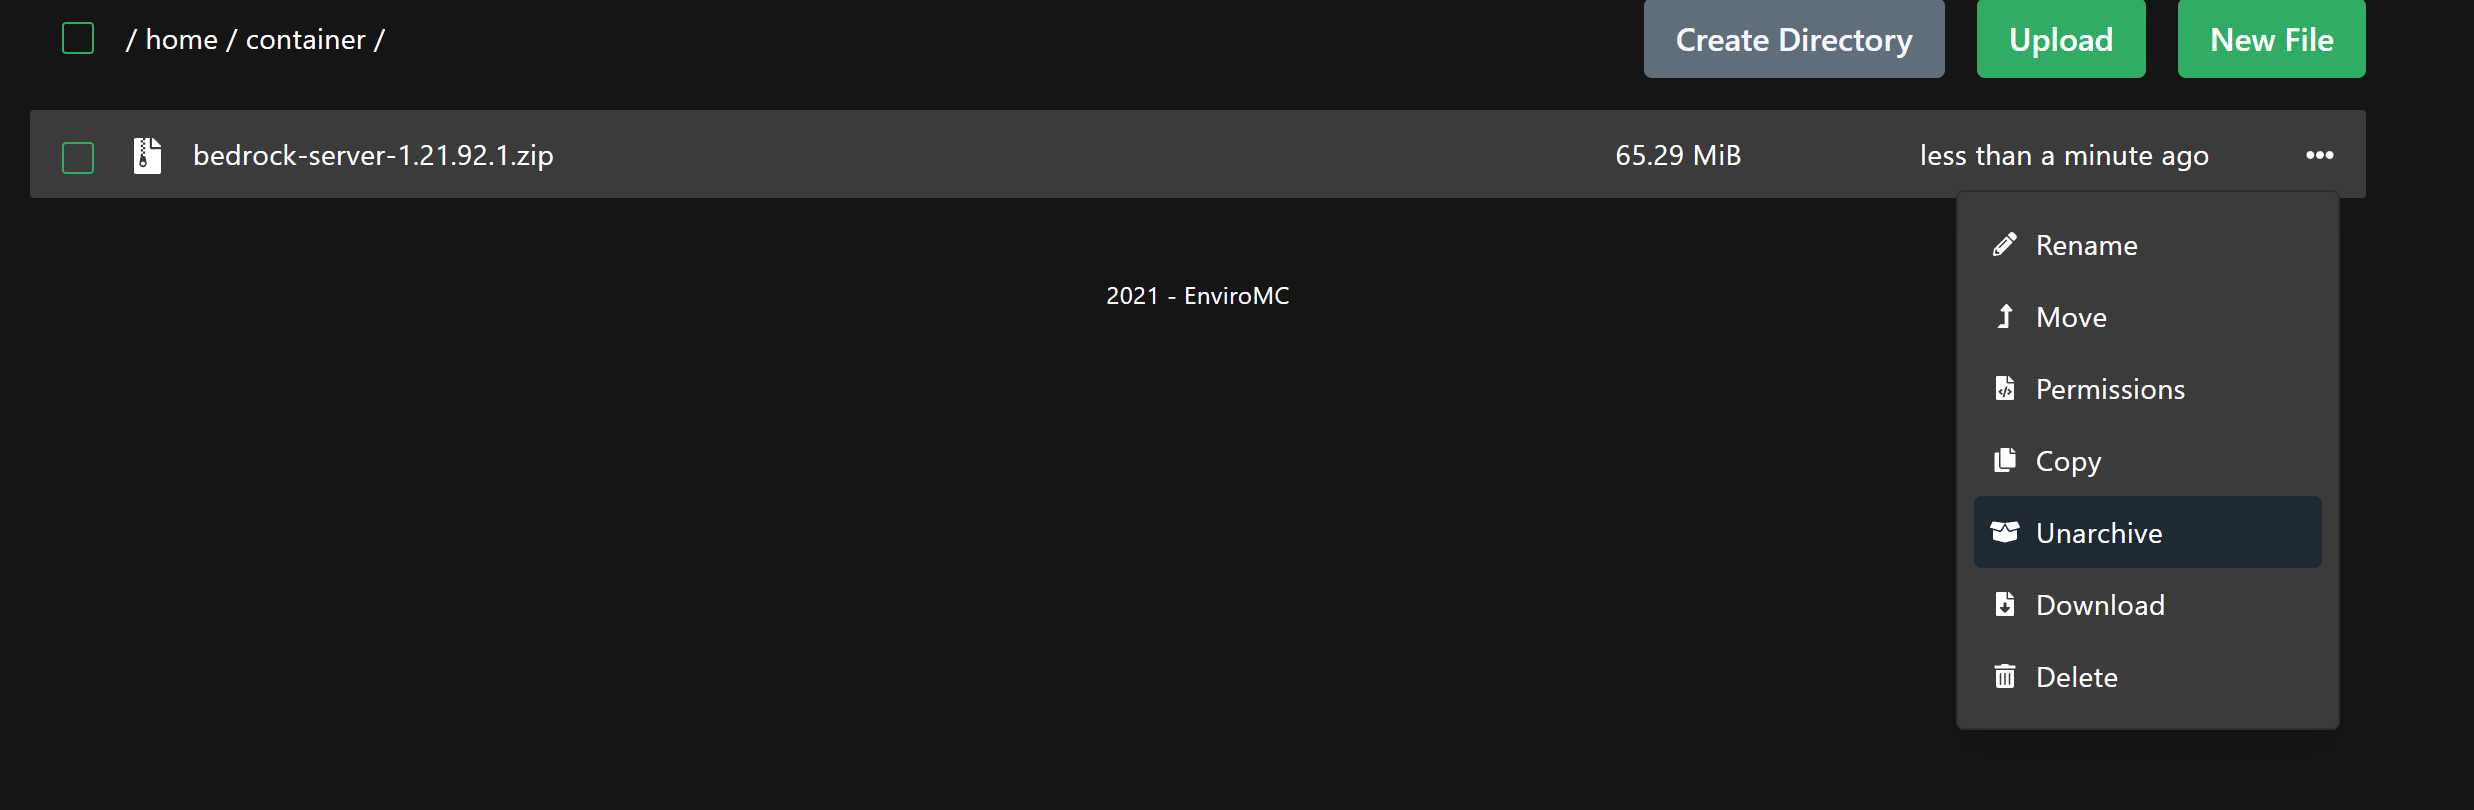 / home / container /
Create Directory
Upload
New File
bedrock-server-1.21.92.1.zip
65.29 MiB
less than a minute ago
Rename
Move
Permissions
Copy
Unarchive
Download
Delete
2021 - EnviroMC